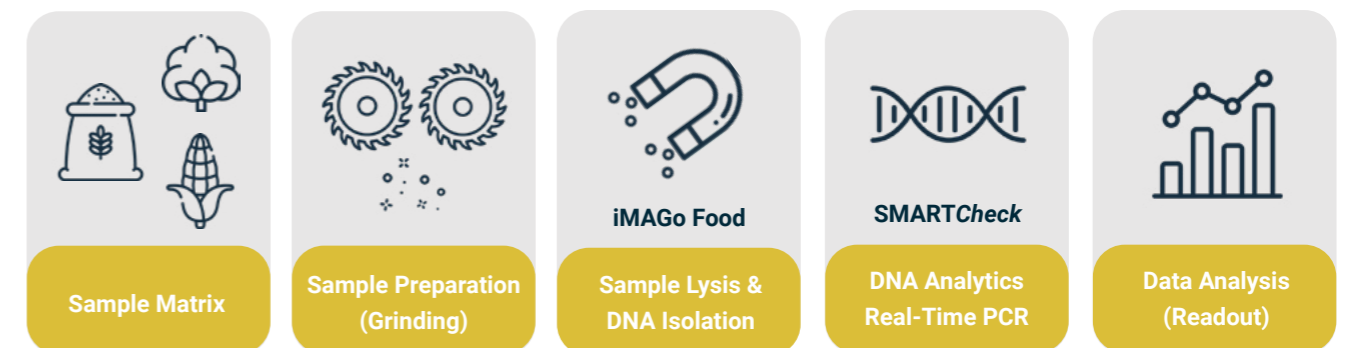 Sample Matrix
Sample Preparation
(Grinding)
iMAGo Food
Sample Lysis &
DNA Isolation
SMARTCheck
DNA Analytics
Real-Time PCR
Data Analysis
(Readout)